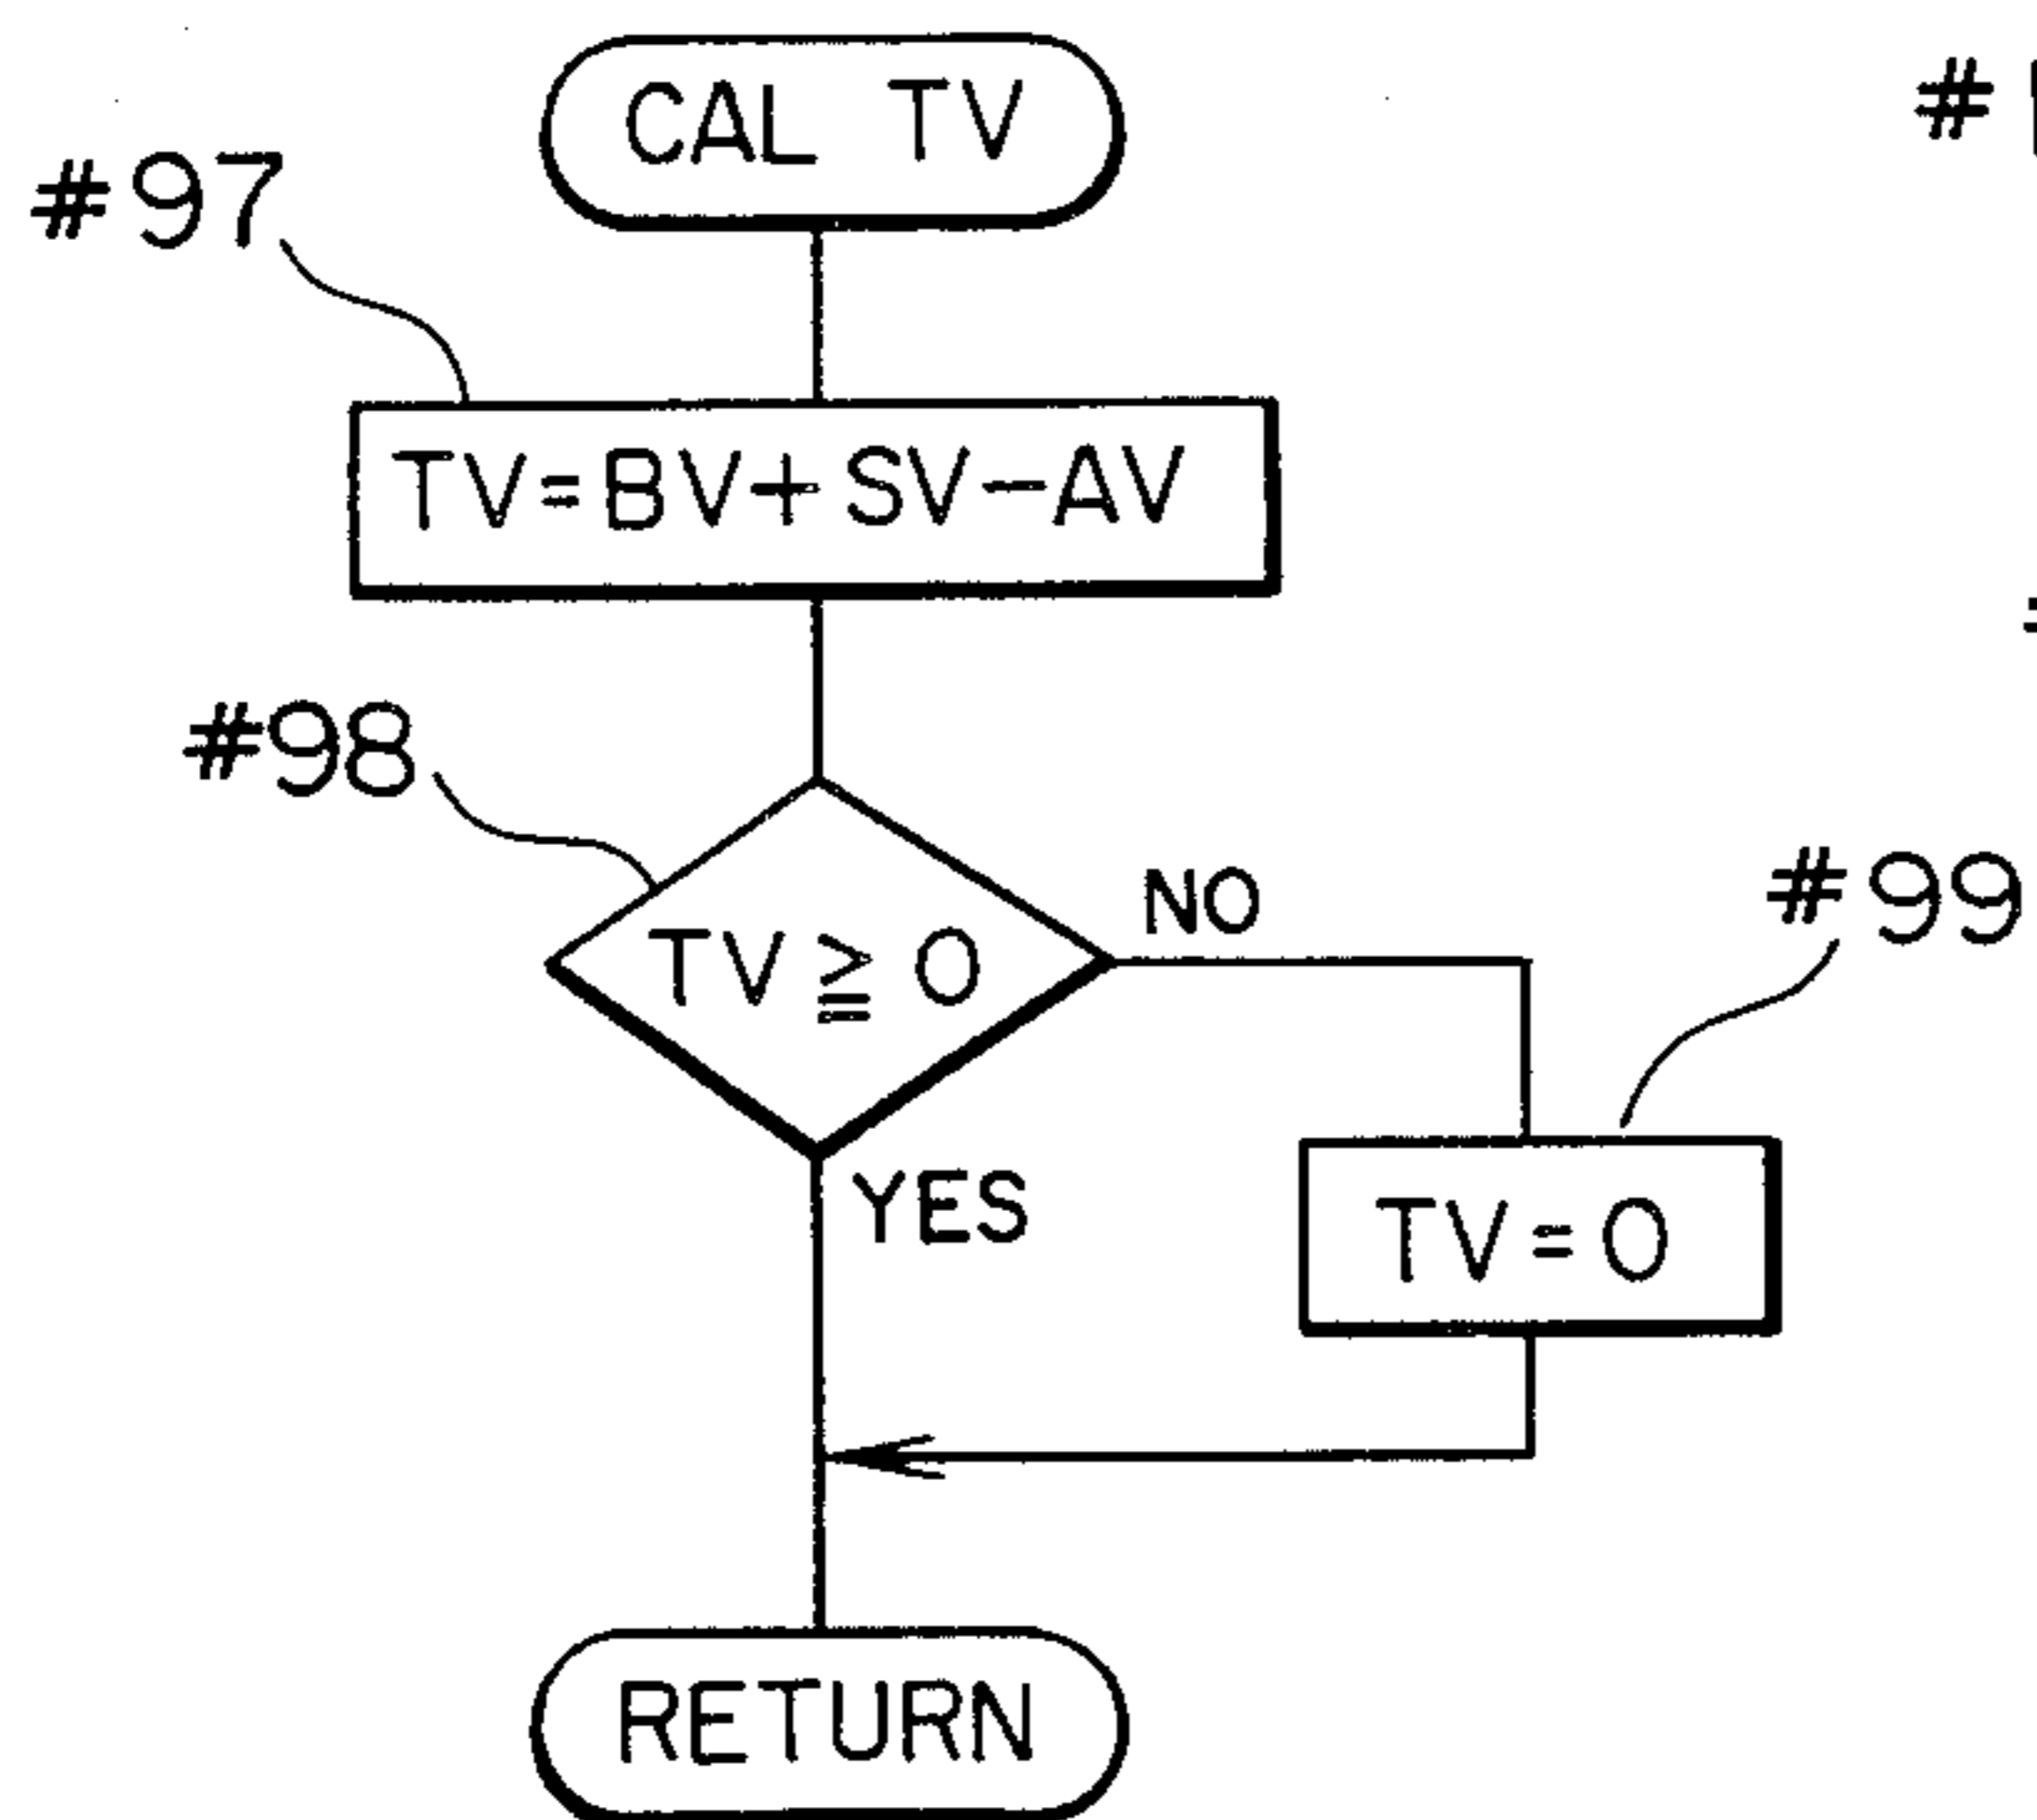 CAL TV
#97
TV=BV+SV-AV
#98
TV≧0
NO
#99
YES
TV=0
RETURN
#